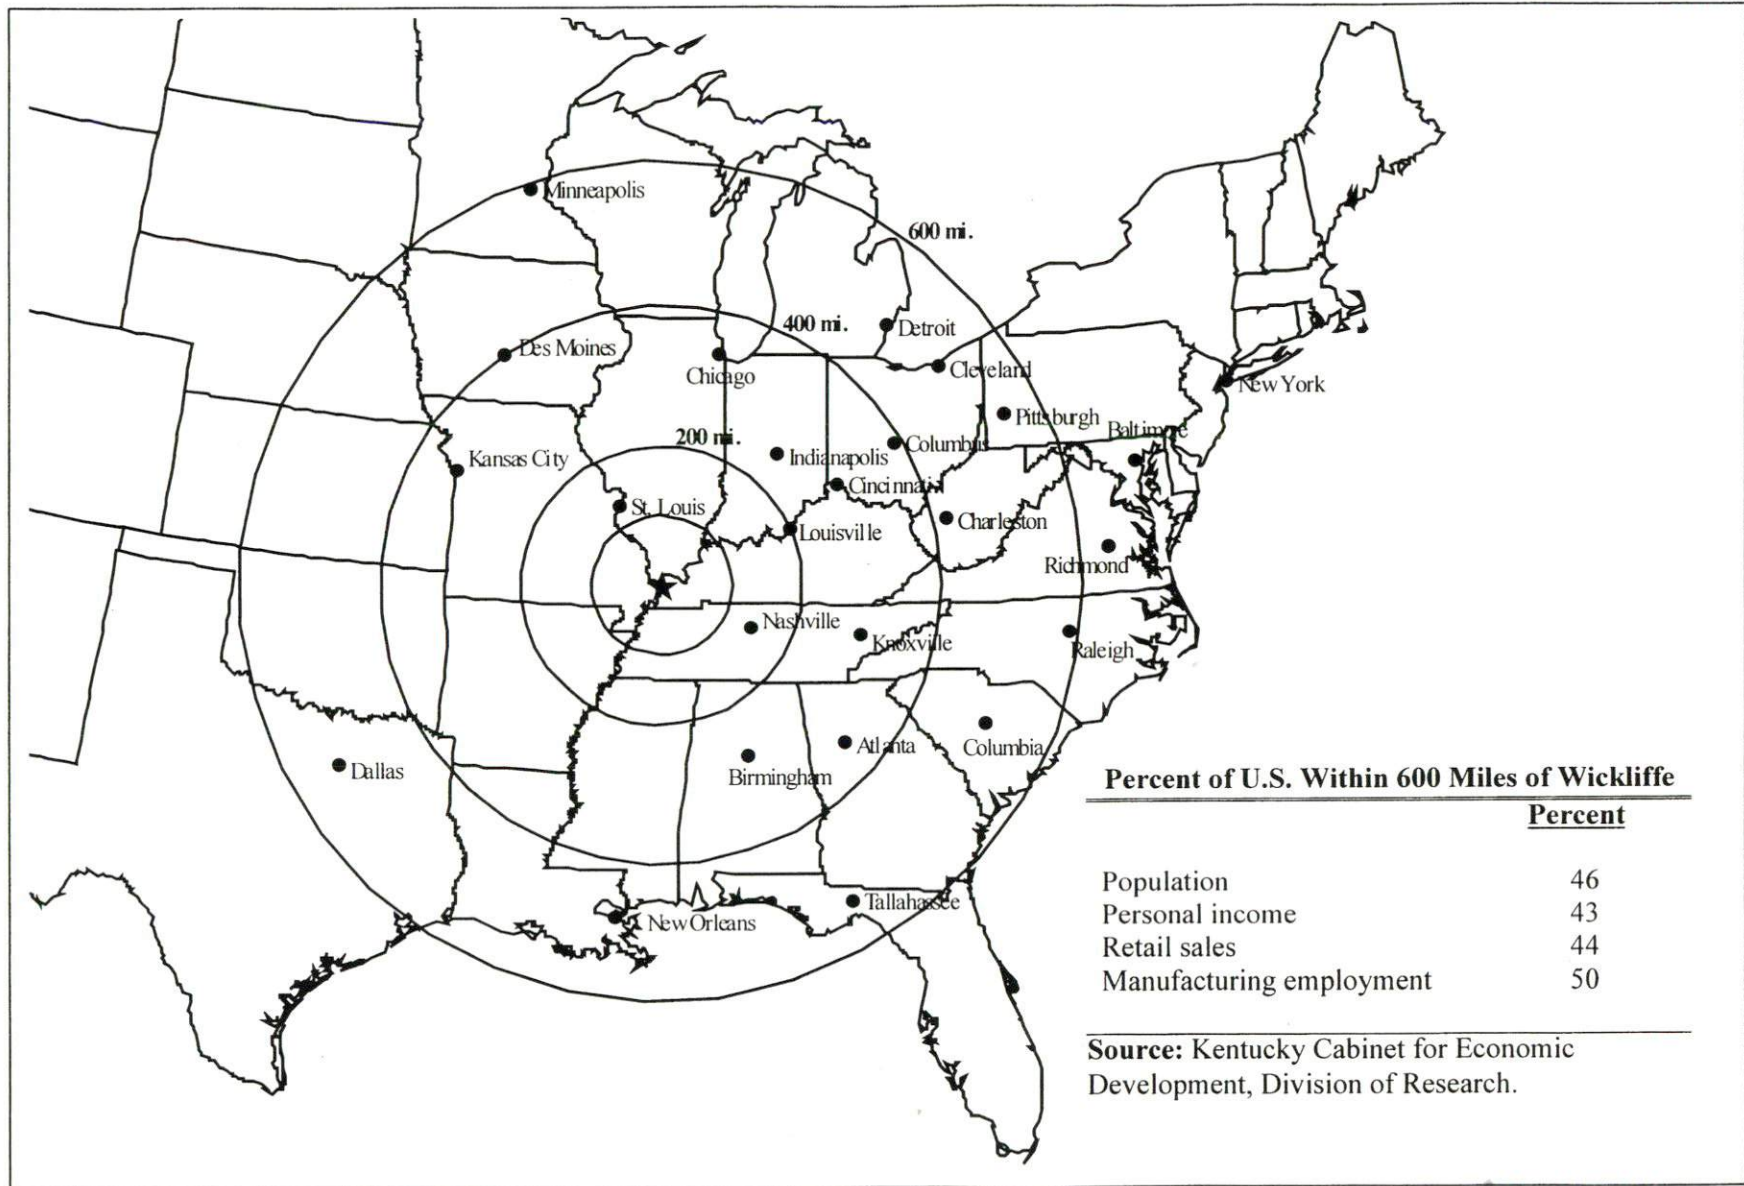 Minneapolis
600 mi.
400 mi.
Detroit
Des Moines
Chicago
Cleveland
New York
Pittsburgh
Baltimore
200 mi.
Columbus
Indianapolis
Kansas City
Cincinnati
St. Louis
Charleston
Louisville
Richmond
Nashville
Knoxville
Raleigh
Columbia
Atlanta
Birmingham
Dallas
Tallahassee
New Orleans
Percent of U.S. Within 600 Miles of Wickliffe
Percent
Population 46
Personal income 43
Retail sales 44
Manufacturing employment 50
Source: Kentucky Cabinet for Economic
Development, Division of Research.